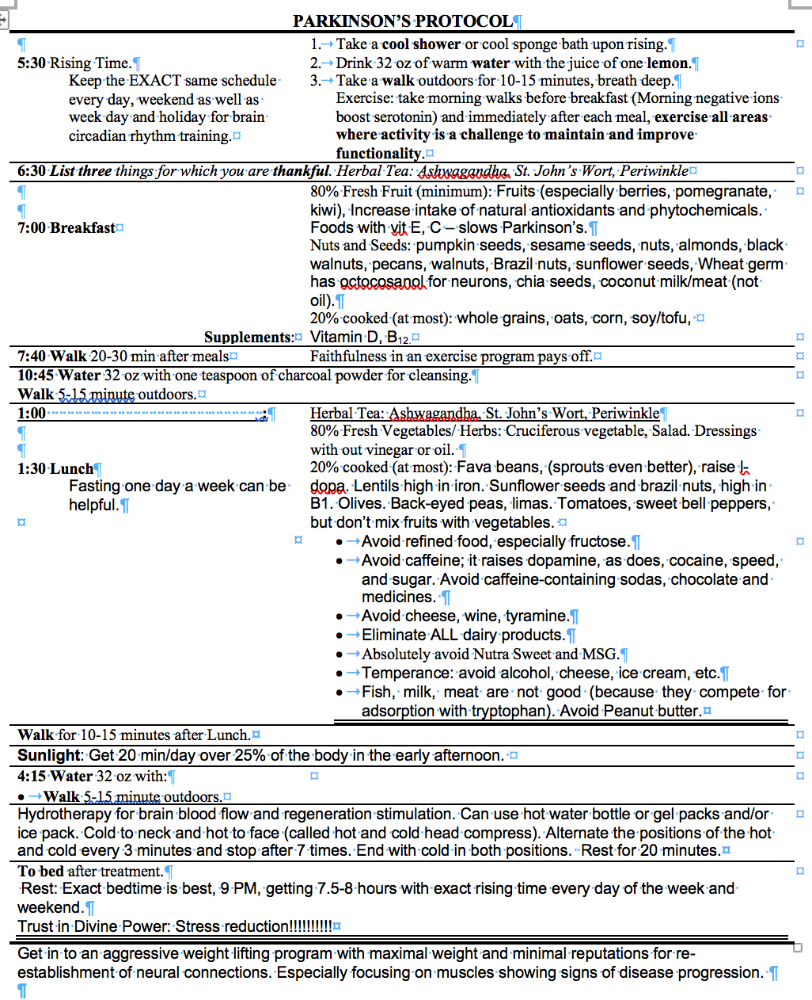 PARKINSON'S PROTOCOL
5:30 Rising Time.
Keep the EXACT same schedule
every day, weekend as well as
week day and holiday for brain
circadian rhythm training.
1. Take a cool shower or cool sponge bath upon rising.
2. Drink 32 oz of warm water with the juice of one lemon.
3. Take a walk outdoors for 10-15 minutes, breath deep.
Exercise: take morning walks before breakfast (Morning negative ions
boost serotonin) and immediately after each meal, exercise all areas
where activity is a challenge to maintain and improve
functionality.
6:30 List three things for which you are thankful. Herbal Tea: Ashwagandha, St. John's Wort, Periwinkle
7:00 Breakfast
80% Fresh Fruit (minimum): Fruits (especially berries, pomegranate,
kiwi), Increase intake of natural antioxidants and phytochemicals.
Foods with vit E, C – slows Parkinson's.
Nuts and Seeds: pumpkin seeds, sesame seeds, nuts, almonds, black
walnuts, pecans, walnuts, Brazil nuts, sunflower seeds, Wheat germ
has octocosanol for neurons, chia seeds, coconut milk/meat (not
oil).
20% cooked (at most): whole grains, oats, corn, soy/tofu,
Supplements: Vitamin D, B12.
7:40 Walk 20-30 min after meals
Faithfulness in an exercise program pays off.
10:45 Water 32 oz with one teaspoon of charcoal powder for cleansing.
Walk 5-15 minute outdoors.
1:00 :
Herbal Tea: Ashwagandha, St. John's Wort, Periwinkle
1:30 Lunch
Fasting one day a week can be
helpful.
80% Fresh Vegetables/ Herbs: Cruciferous vegetable, Salad. Dressings
with out vinegar or oil.
20% cooked (at most): Fava beans, (sprouts even better), raise l-
dopa. Lentils high in iron. Sunflower seeds and brazil nuts, high in
B1. Olives. Back-eyed peas, limas. Tomatoes, sweet bell peppers,
but don't mix fruits with vegetables.
• Avoid refined food, especially fructose.
• Avoid caffeine; it raises dopamine, as does, cocaine, speed,
and sugar. Avoid caffeine-containing sodas, chocolate and
medicines.
• Avoid cheese, wine, tyramine.
• Eliminate ALL dairy products.
• Absolutely avoid Nutra Sweet and MSG.
• Temperance: avoid alcohol, cheese, ice cream, etc.
• Fish, milk, meat are not good (because they compete for
adsorption with tryptophan). Avoid Peanut butter.
Walk for 10-15 minutes after Lunch.
Sunlight: Get 20 min/day over 25% of the body in the early afternoon.
4:15 Water 32 oz with:
• Walk 5-15 minute outdoors.
Hydrotherapy for brain blood flow and regeneration stimulation. Can use hot water bottle or gel packs and/or
ice pack. Cold to neck and hot to face (called hot and cold head compress). Alternate the positions of the hot
and cold every 3 minutes and stop after 7 times. End with cold in both positions. Rest for 20 minutes.
To bed after treatment.
Rest: Exact bedtime is best, 9 PM, getting 7.5-8 hours with exact rising time every day of the week and
weekend.
Trust in Divine Power: Stress reduction!!!!!!!!!!
Get in to an aggressive weight lifting program with maximal weight and minimal reputations for re-
establishment of neural connections. Especially focusing on muscles showing signs of disease progression.